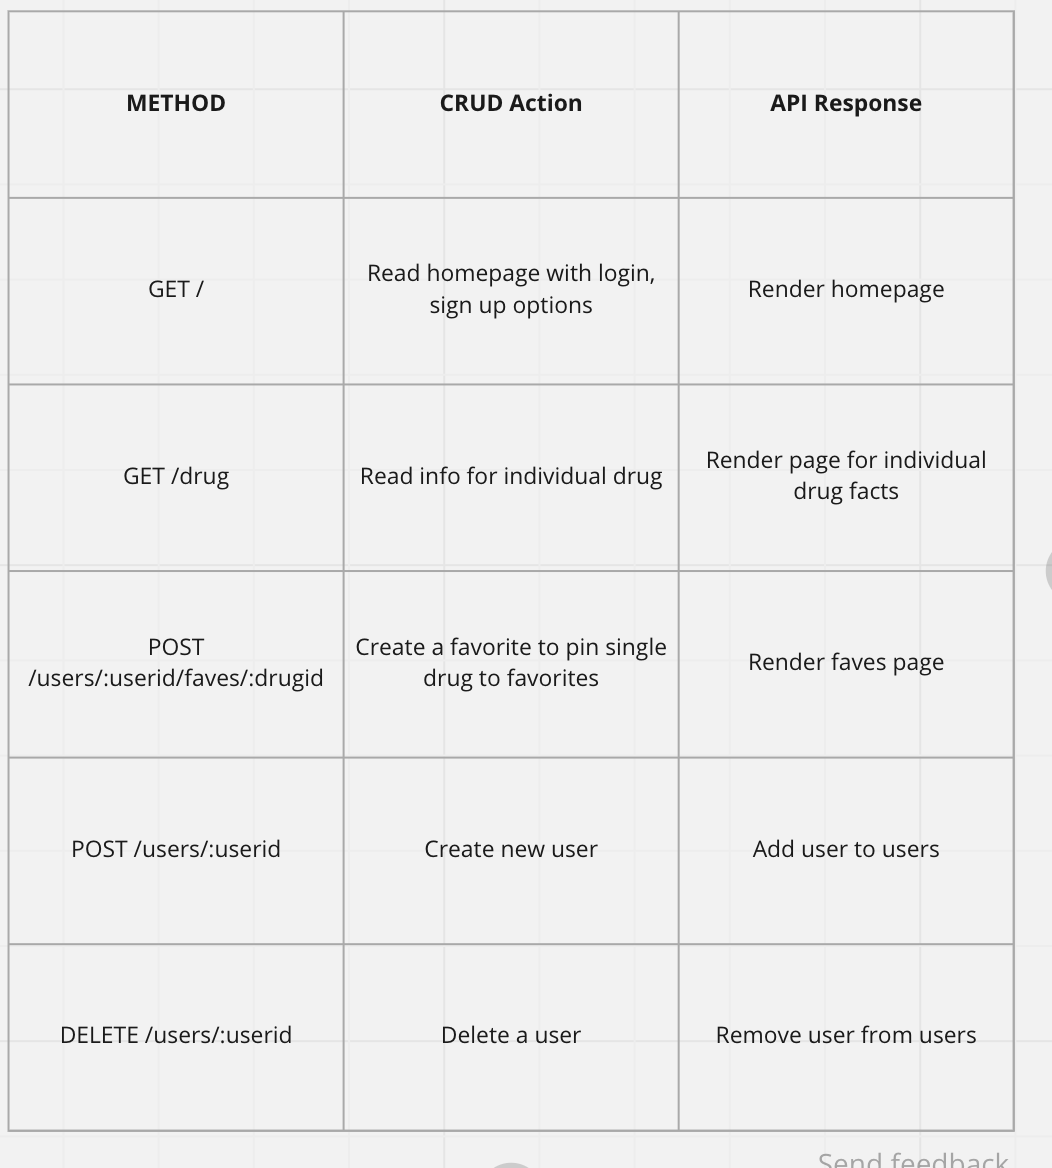 METHOD
CRUD Action
API Response
GET /
Read homepage with login,
sign up options
Render homepage
GET /drug
Read info for individual drug
Render page for individual
drug facts
POST
/users/:userid/faves/:drugid
Create a favorite to pin single
drug to favorites
Render faves page
POST /users/:userid
Create new user
Add user to users
DELETE /users/:userid
Delete a user
Remove user from users
Send feedback